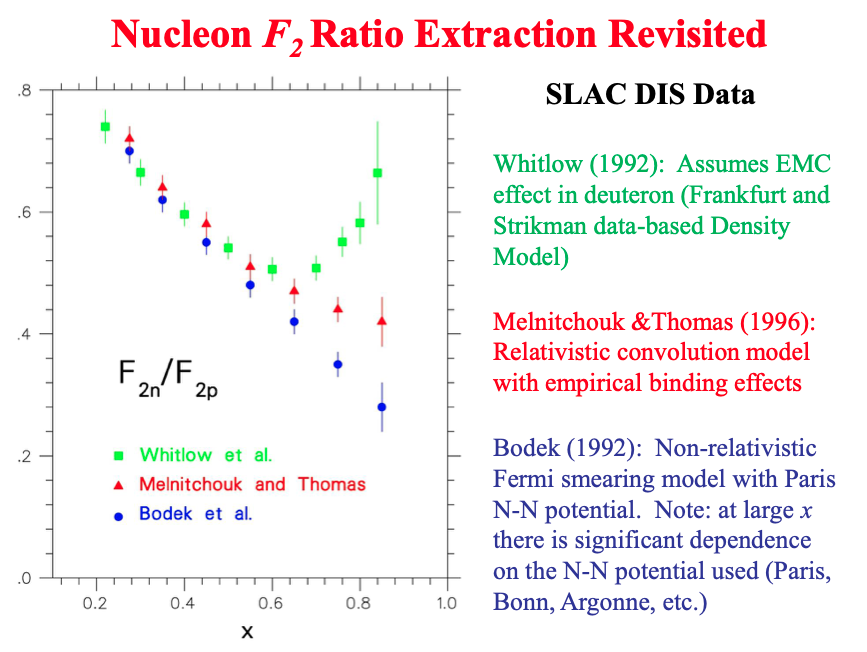 Nucleon F2 Ratio Extraction Revisited
SLAC DIS Data
Whitlow (1992):  Assumes EMC
effect in deuteron (Frankfurt and
Strikman data-based Density
Model)
Melnitchouk &Thomas (1996):
Relativistic convolution model
with empirical binding effects
Bodek (1992):  Non-relativistic
Fermi smearing model with Paris
N-N potential.  Note: at large x
there is significant dependence
on the N-N potential used (Paris,
Bonn, Argonne, etc.)
.8
.6
.4
.2
.0
F2n/F2p
Whitlow et al.
Melnitchouk and Thomas
Bodek et al.
0.2 0.4 0.6 0.8 1.0
x